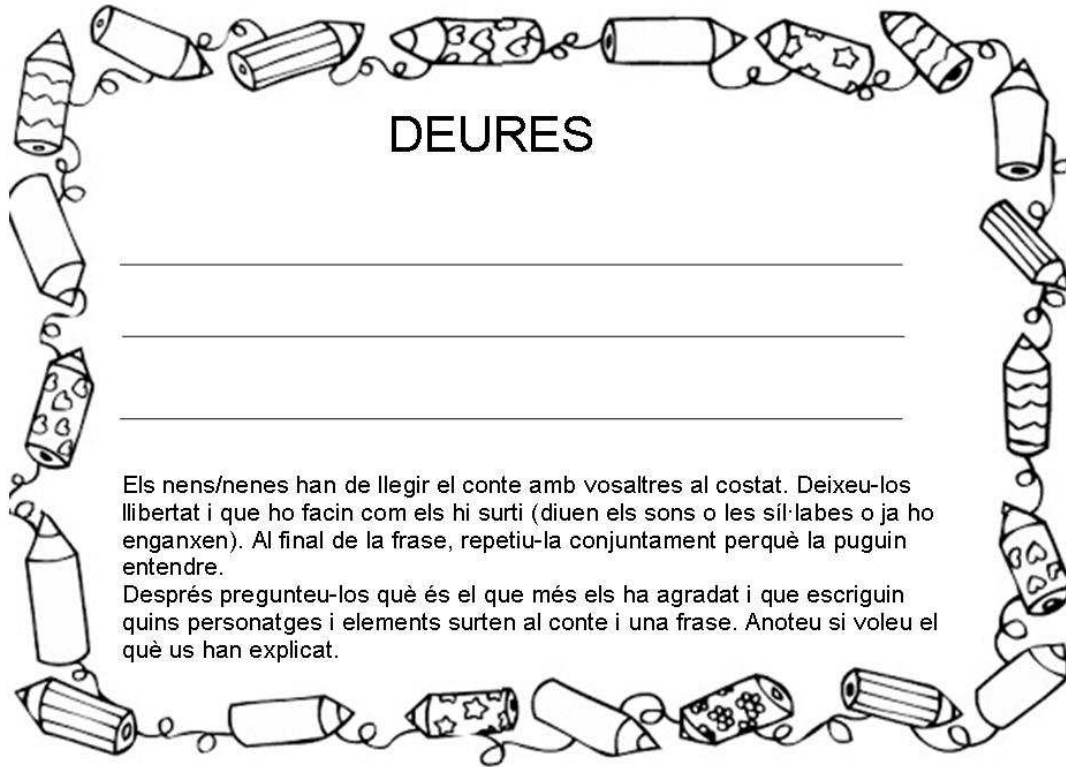 DEURES
Els nens/nenes han de llegir el conte amb vosaltres al costat. Deixeu-los
llibertat i que ho facin com els hi surti (diuen els sons o les síl·labes o ja ho
enganxen). Al final de la frase, repetiu-la conjuntament perquè la puguin
entendre.
Després pregunteu-los què és el que més els ha agradat i que escriguin
quins personatges i elements surten al conte i una frase. Anoteu si voleu el
què us han explicat.